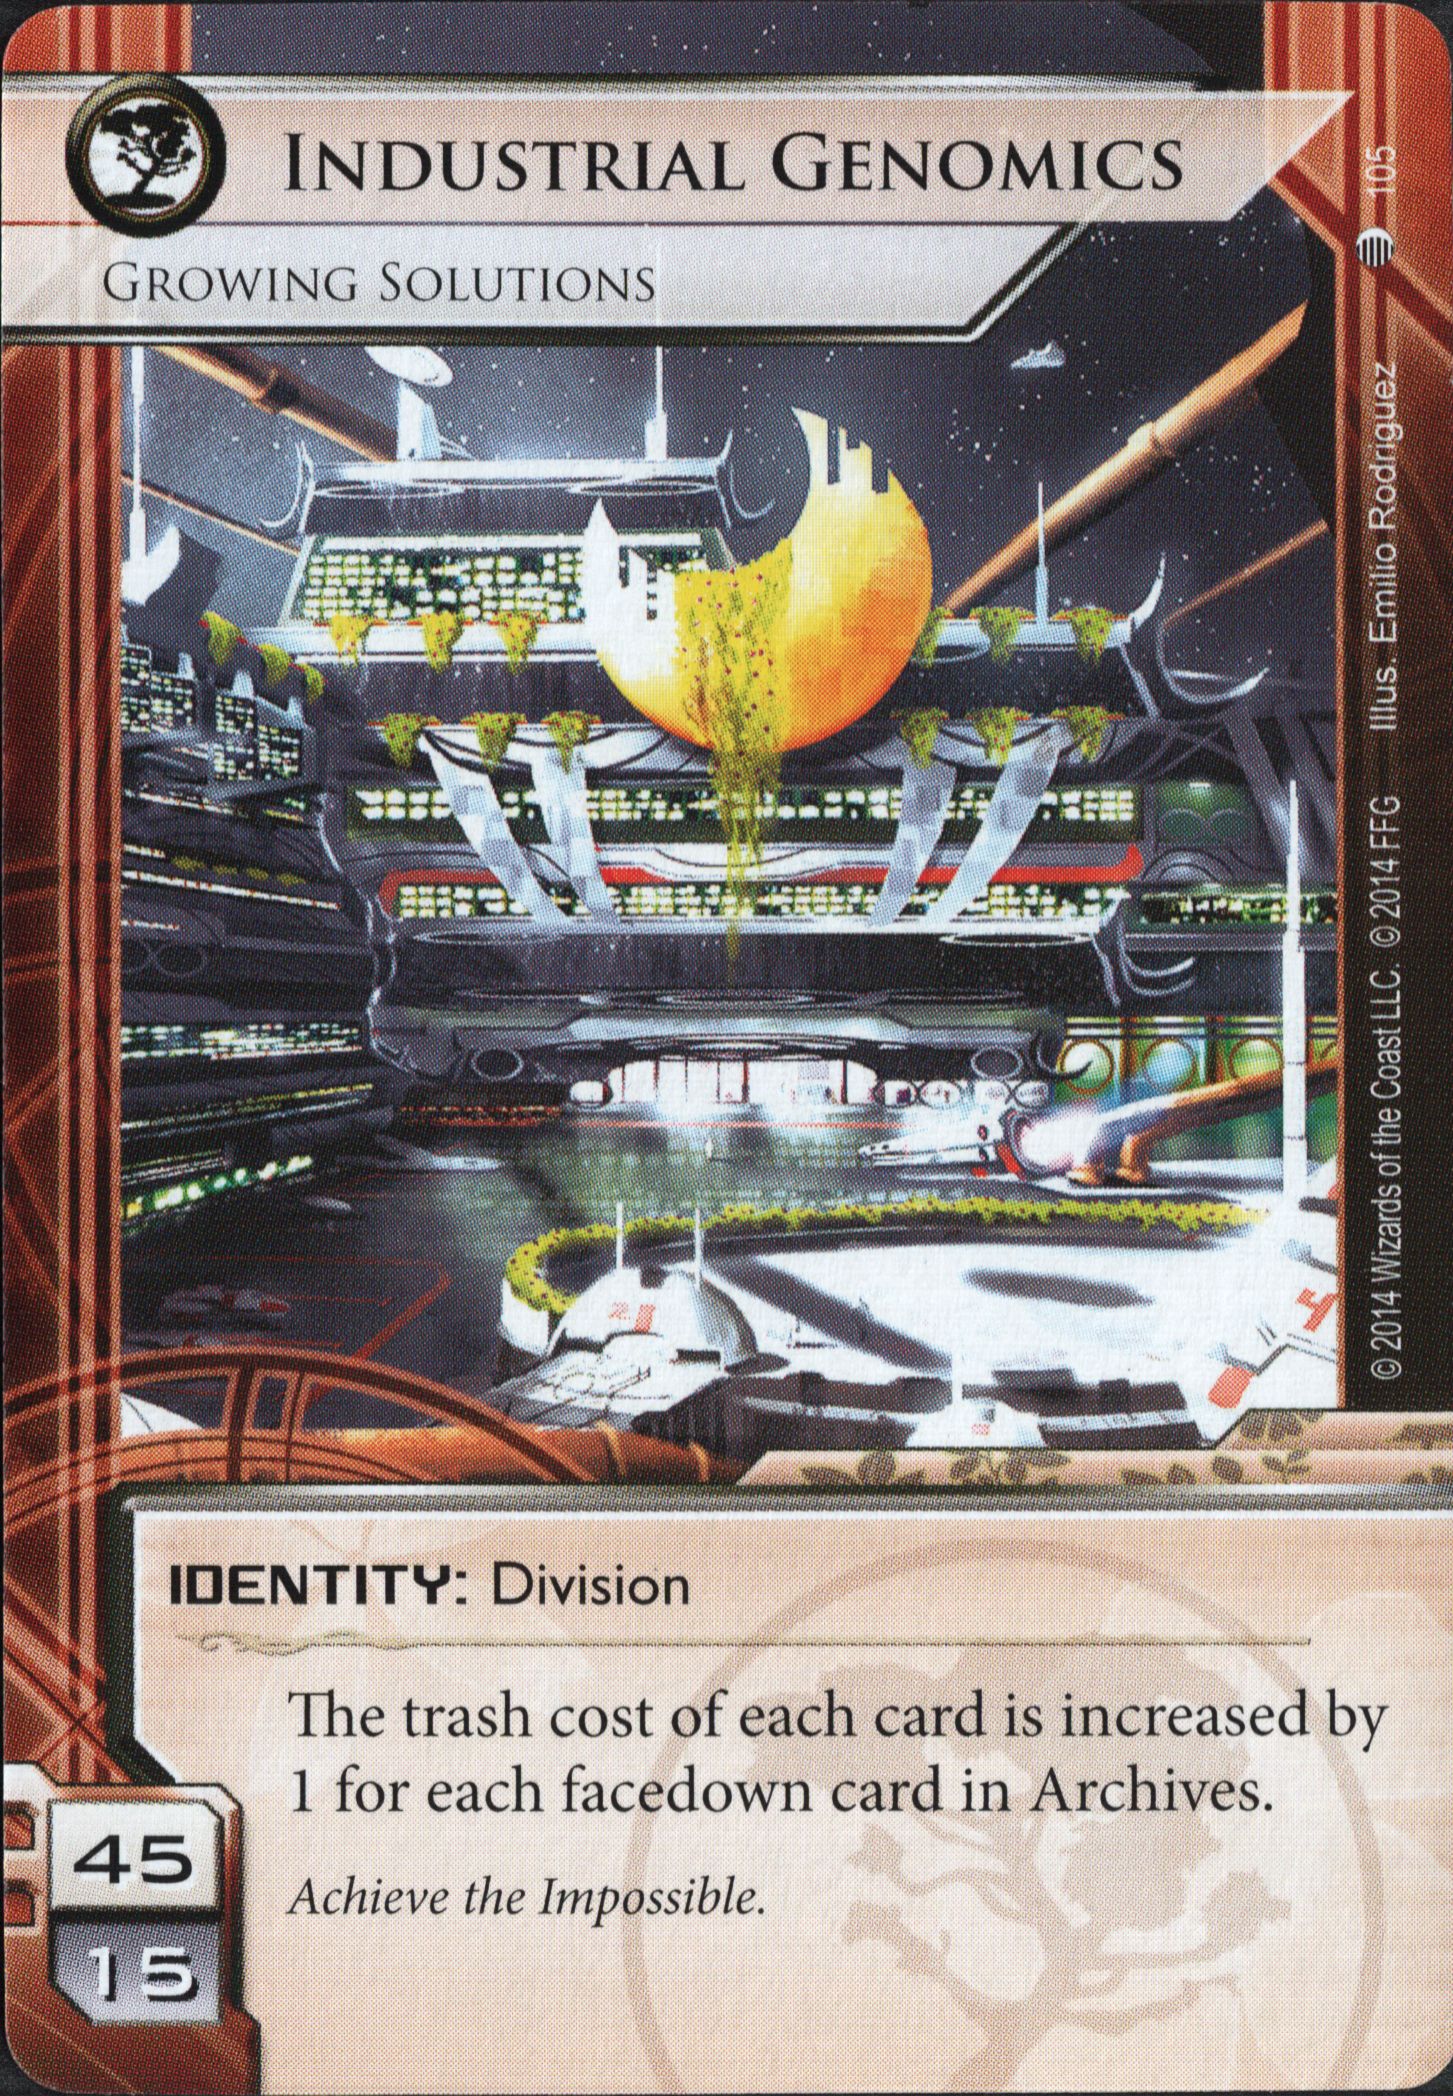 Industrial Genomics
Growing Solutions
105
Illus. Emilio Rodriguez
© 2014 Wizards of the Coast LLC. © 2014 FFG
2
4
IDENTITY: Division
The trash cost of each card is increased by
1 for each facedown card in Archives.
Achieve the Impossible.
45
15